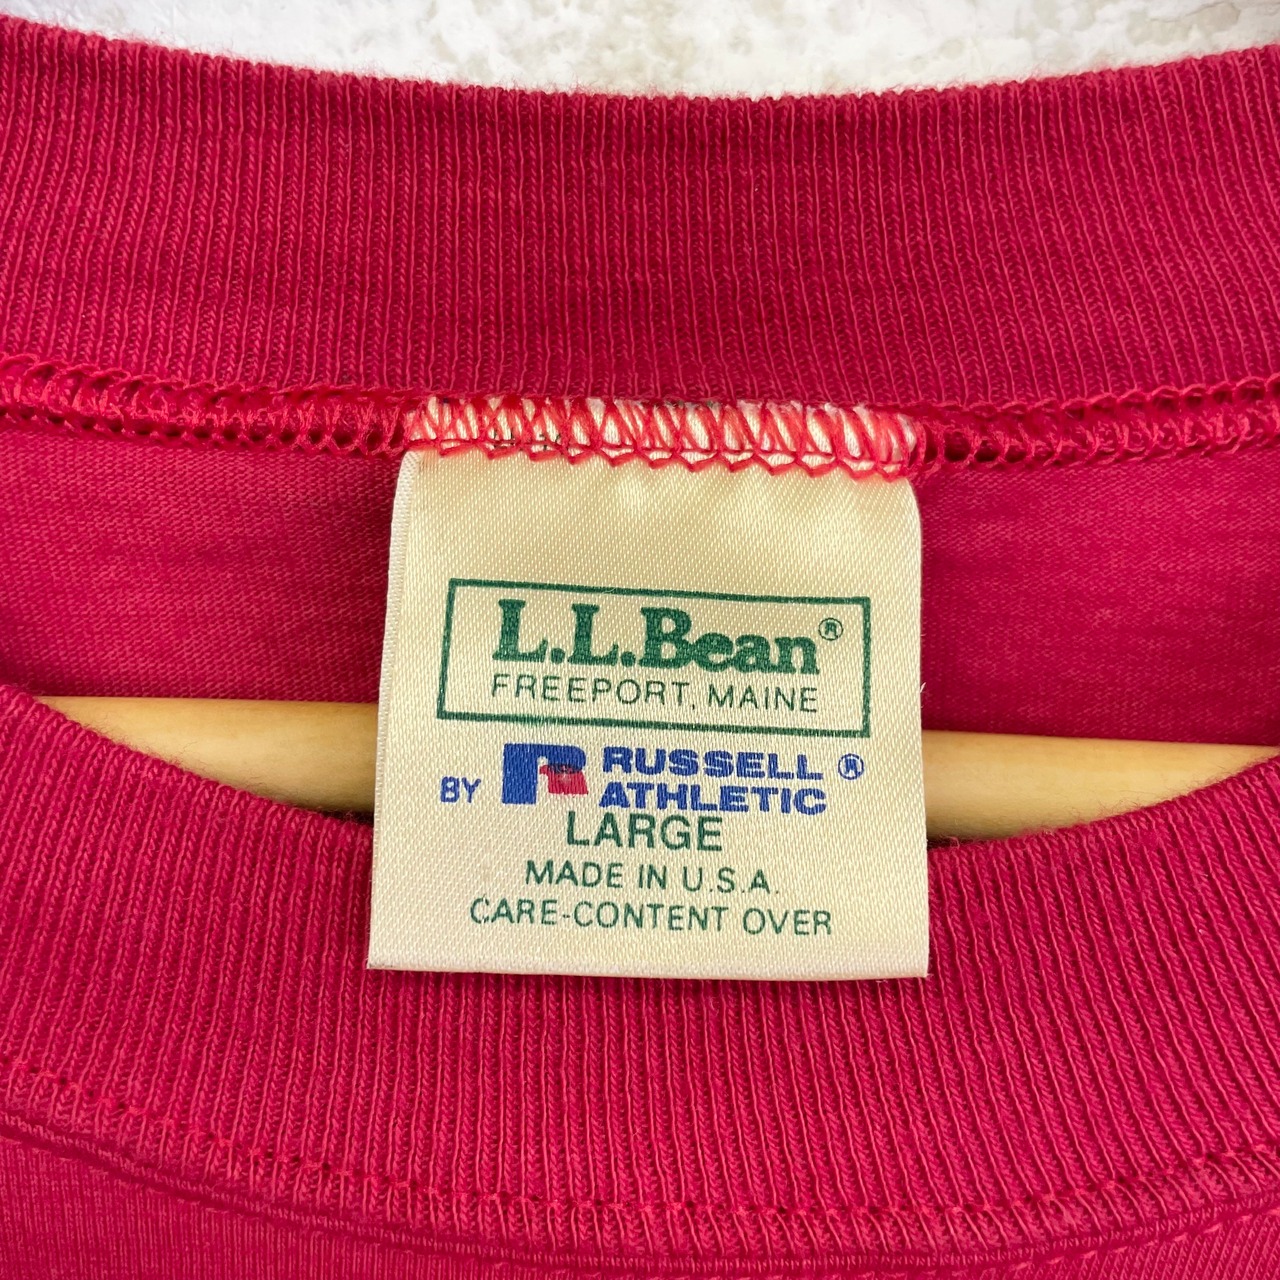 L.L.Bean®
FREEPORT, MAINE
BY RUSSELL ®
ATHLETIC
LARGE
MADE IN U.S.A.
CARE-CONTENT OVER